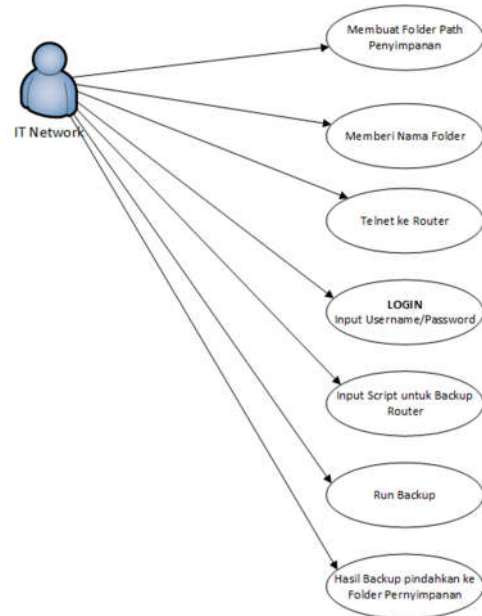 Membuat Folder Path
Penyimpanan
IT Network
Memberi Nama Folder
Telnet ke Router
LOGIN
Input Username/Password
Input Script untuk Backup
Router
Run Backup
Hasil Backup pindahkan ke
Folder Pernyimpanan